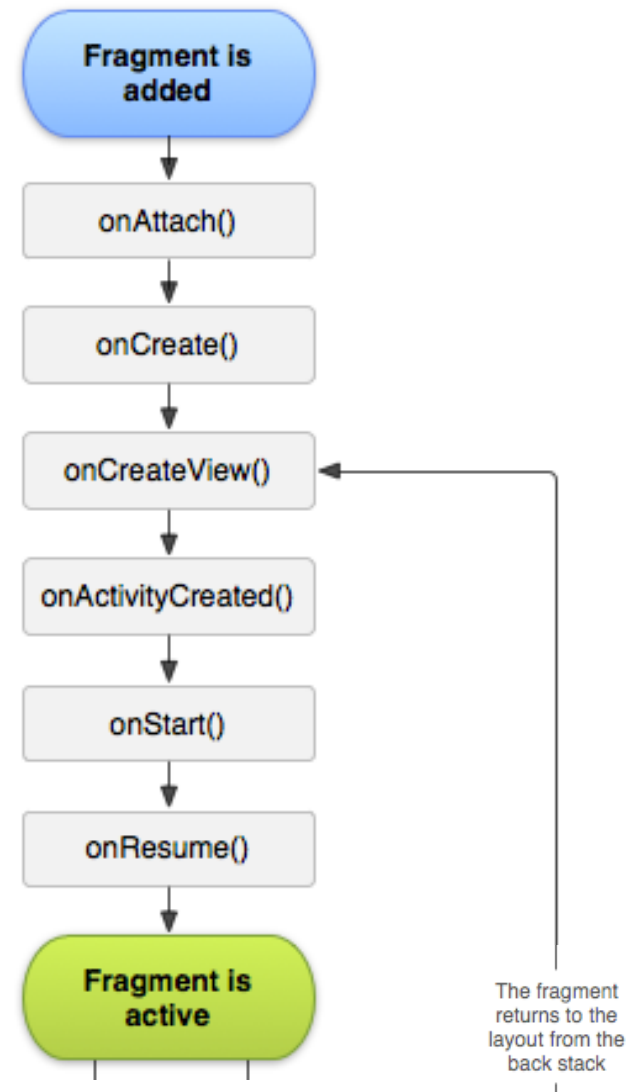 Fragment is
added
onAttach()
onCreate()
onCreateView()
onActivityCreated()
onStart()
onResume()
Fragment is
active
The fragment
returns to the
layout from the
back stack